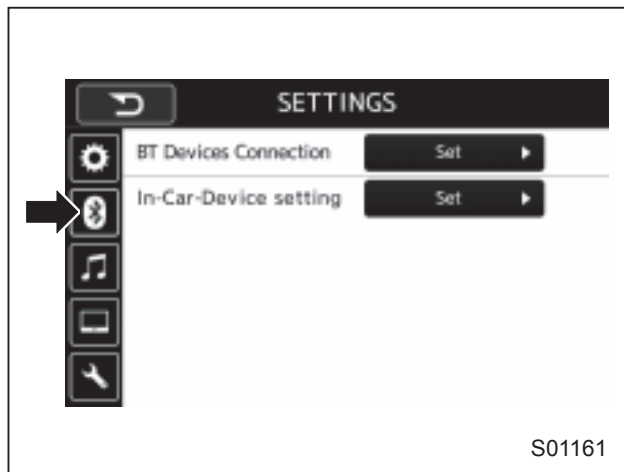 SETTINGS
BT Devices Connection Set
In-Car-Device setting Set
S01161